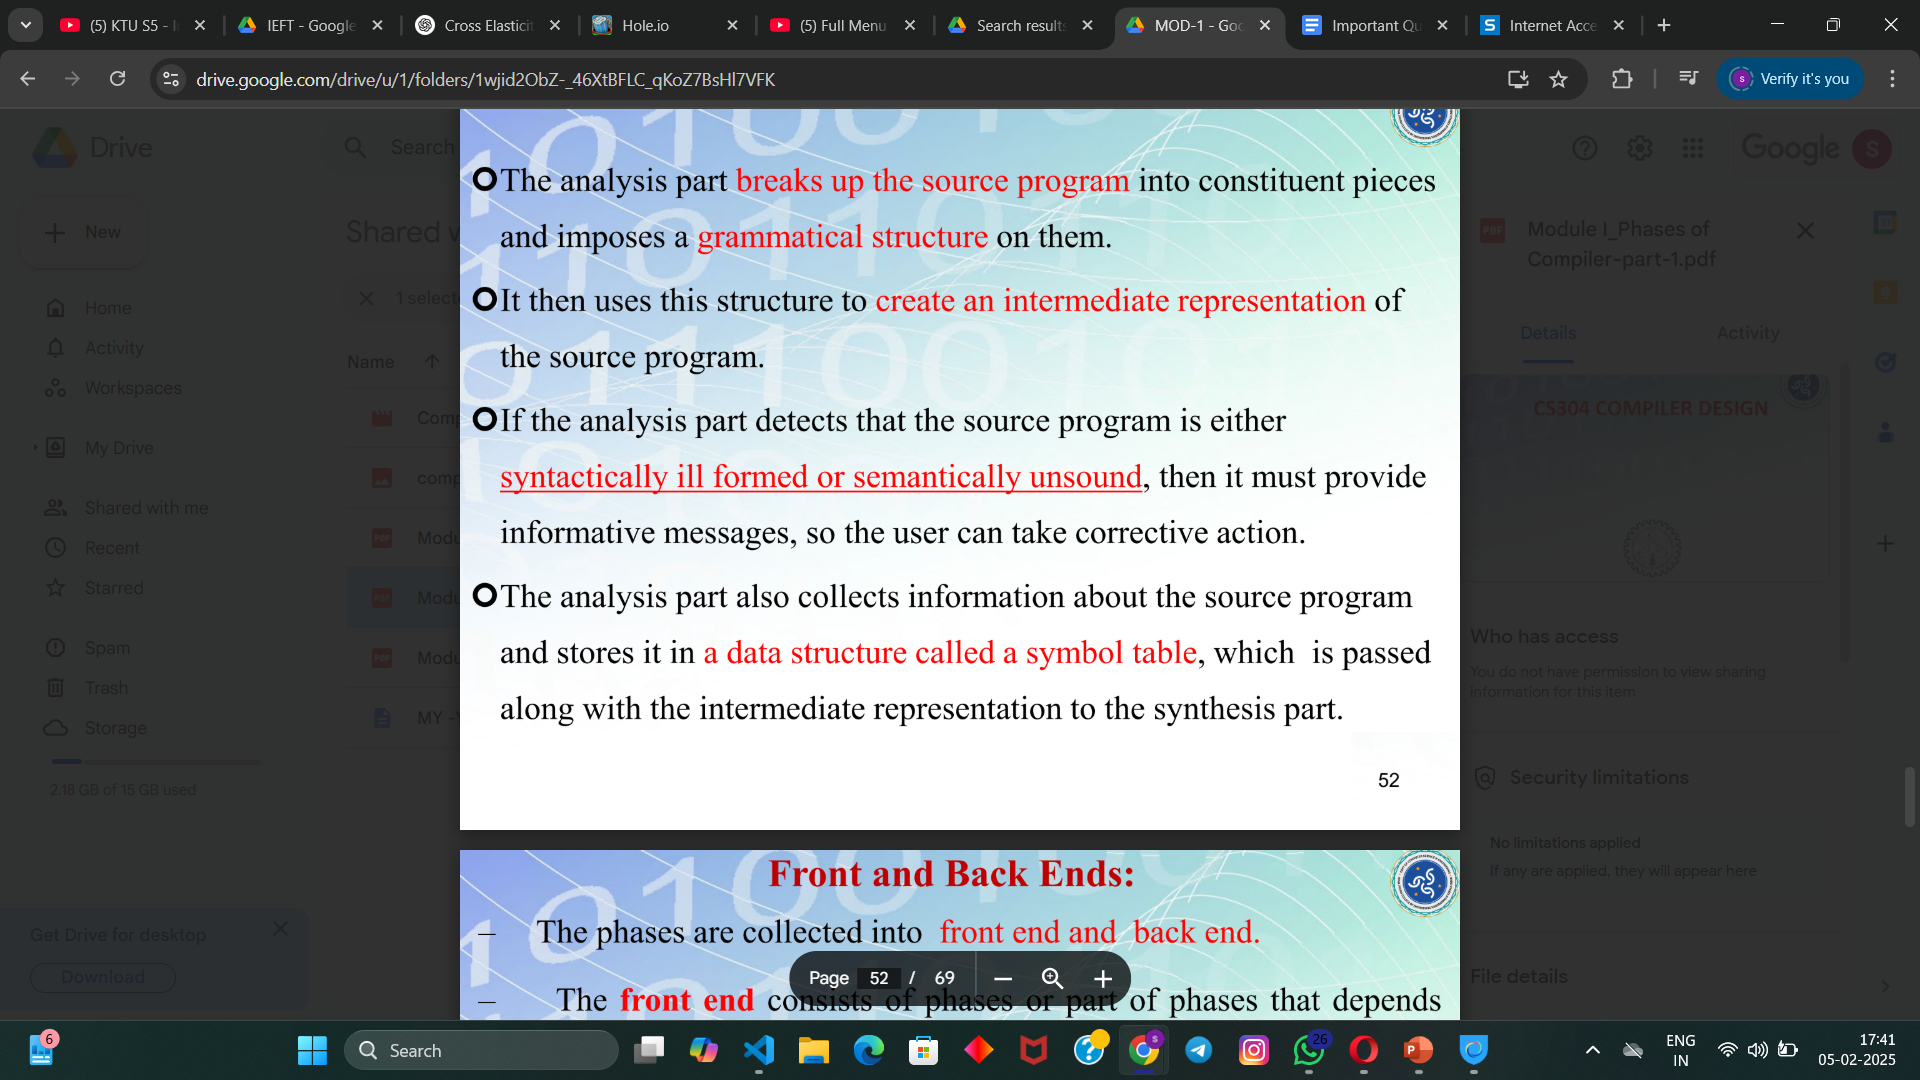 (5) KTU S5 - I
IEFT - Google
Cross Elasticit
Hole.io
(5) Full Menu
Search results
MOD-1 - Goo
Important Qu
Internet Acce
drive.google.com/drive/u/1/folders/1wjid2ObZ-_46XtBFLC_qKoZ7BsHl7VFK
Verify it's you
Drive
Search
Google
S
New
Home
Activity
Workspaces
My Drive
Shared with me
Recent
Starred
Spam
Trash
Storage
2.18 GB of 15 GB used
Get Drive for desktop
Download
Shared w
1 selecte
Name
Comp
comp
Modu
Modu
Modu
MY -
The analysis part breaks up the source program into constituent pieces
and imposes a grammatical structure on them.
It then uses this structure to create an intermediate representation of
the source program.
If the analysis part detects that the source program is either
syntactically ill formed or semantically unsound, then it must provide
informative messages, so the user can take corrective action.
The analysis part also collects information about the source program
and stores it in a data structure called a symbol table, which is passed
along with the intermediate representation to the synthesis part.
52
Front and Back Ends:
– The phases are collected into front end and back end.
– The front end consists of phases or part of phases that depends
Page 52 / 69
Module I_Phases of
Compiler-part-1.pdf
Details
Activity
CS304 COMPILER DESIGN
Who has access
You do not have permission to view sharing
information for this item
Security limitations
No limitations applied
If any are applied, they will appear here
File details
6
Search
26
ENG
IN
17:41
05-02-2025